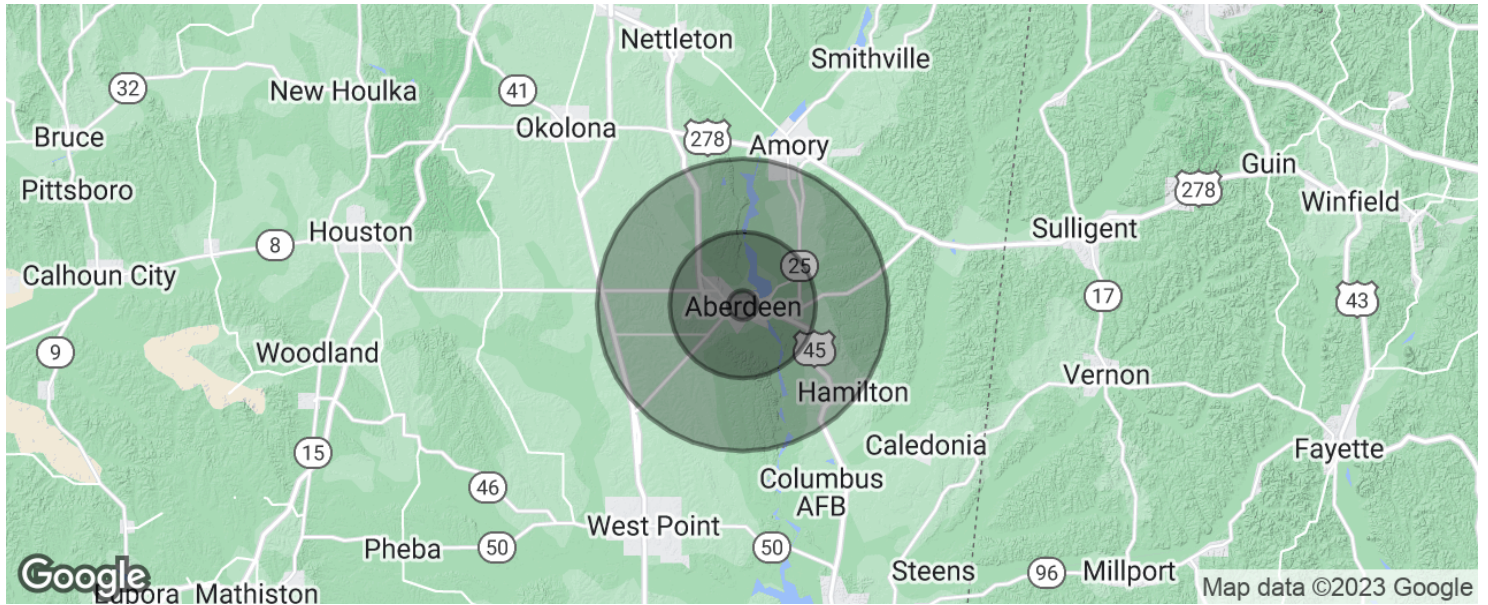 Nettleton
Smithville
32
New Houlka
41
Okolona
278
Amory
Bruce
Guin
Pittsboro
278
Winfield
Houston
Sulligent
8
25
Calhoun City
17
43
Aberdeen
9
Woodland
45
Vernon
Hamilton
Caledonia
Fayette
15
Columbus
AFB
46
West Point
Pheba
50
50
Steens
96
Millport
Google
Eupora
Mathiston
Map data ©2023 Google